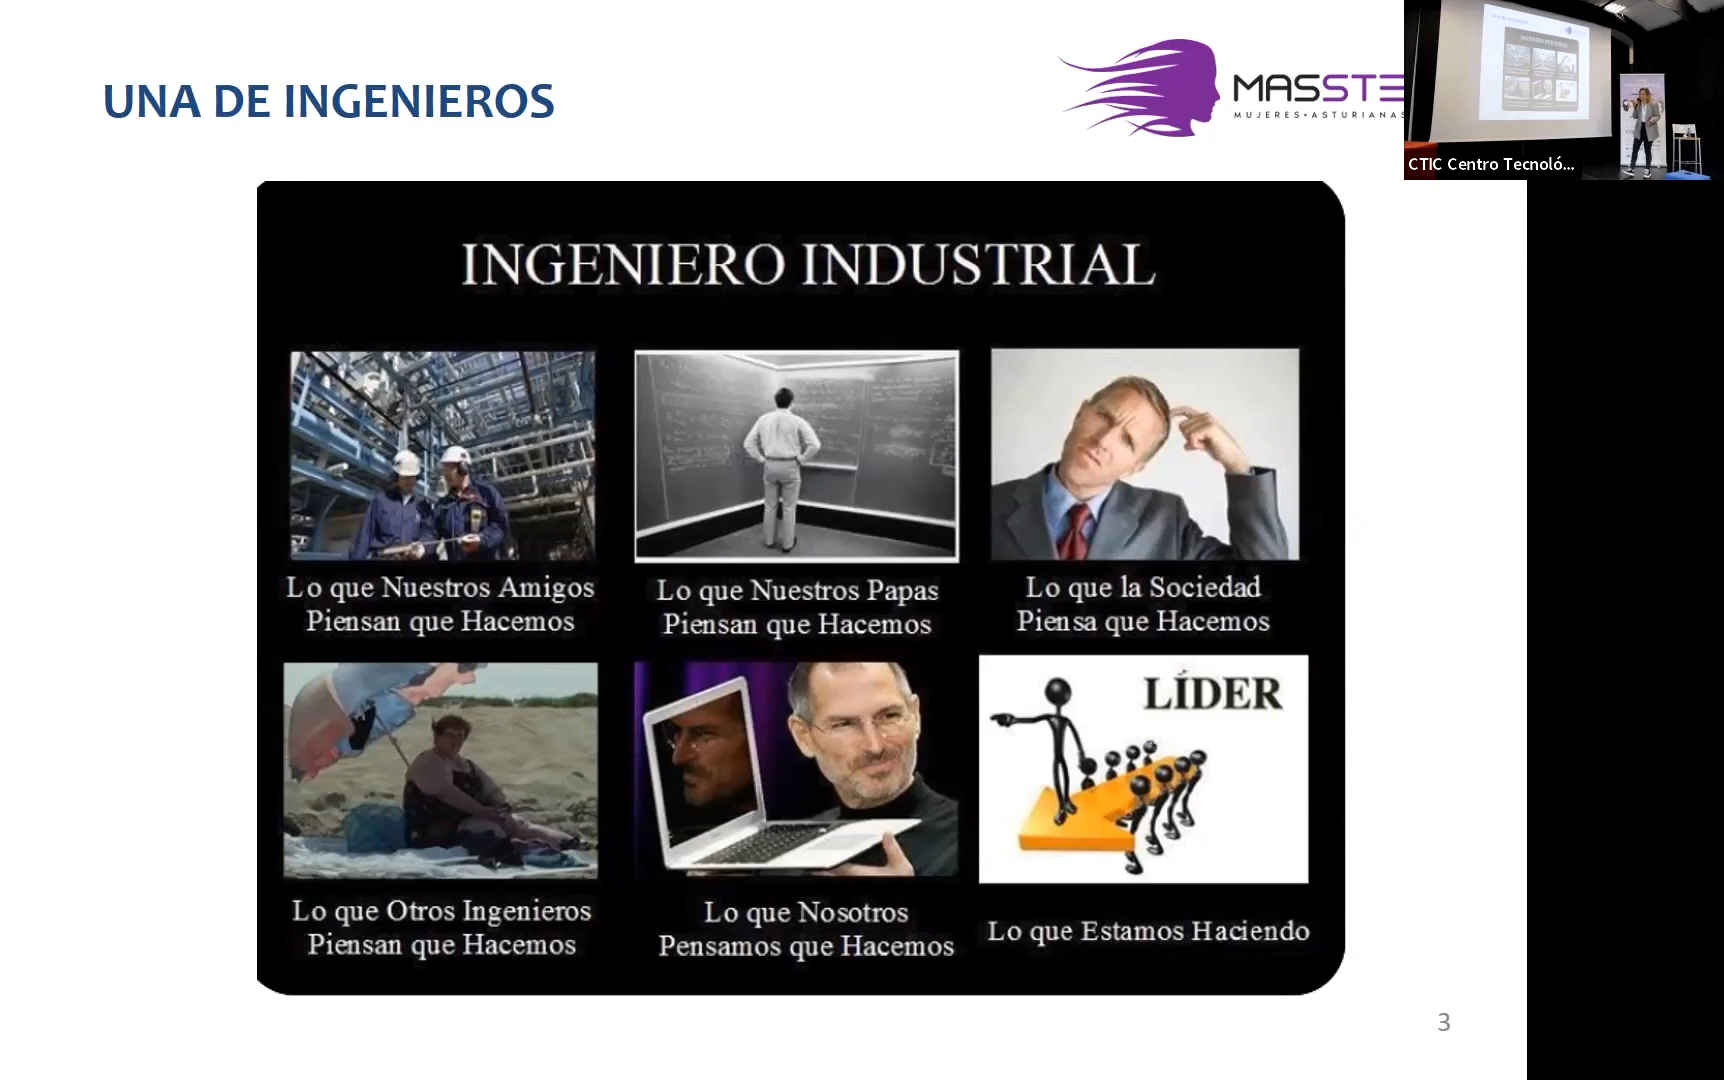 UNA DE INGENIEROS
MASSTE
MUJERES•ASTURIANAS
CTIC Centro Tecnoló...
INGENIERO INDUSTRIAL
Lo que Nuestros Amigos
Piensan que Hacemos
Lo que Nuestros Papas
Piensan que Hacemos
Lo que la Sociedad
Piensa que Hacemos
LÍDER
Lo que Otros Ingenieros
Piensan que Hacemos
Lo que Nosotros
Pensamos que Hacemos
Lo que Estamos Haciendo
3